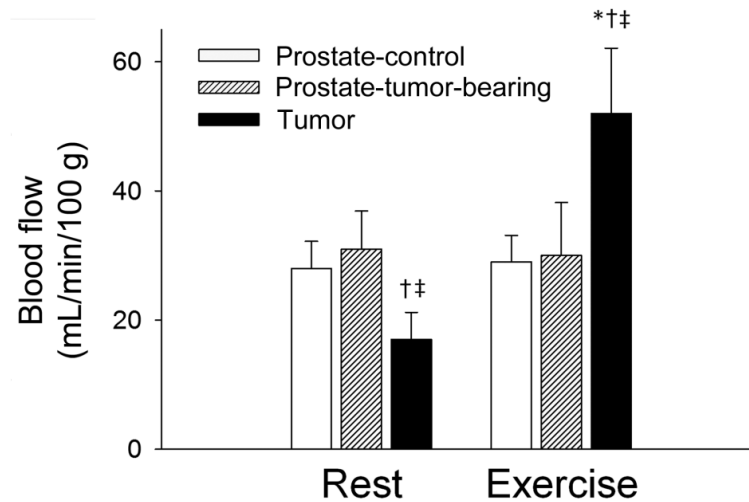 *†‡
60
Prostate-control
Prostate-tumor-bearing
Tumor
40
†‡
20
0
Blood flow
(mL/min/100 g)
Rest Exercise